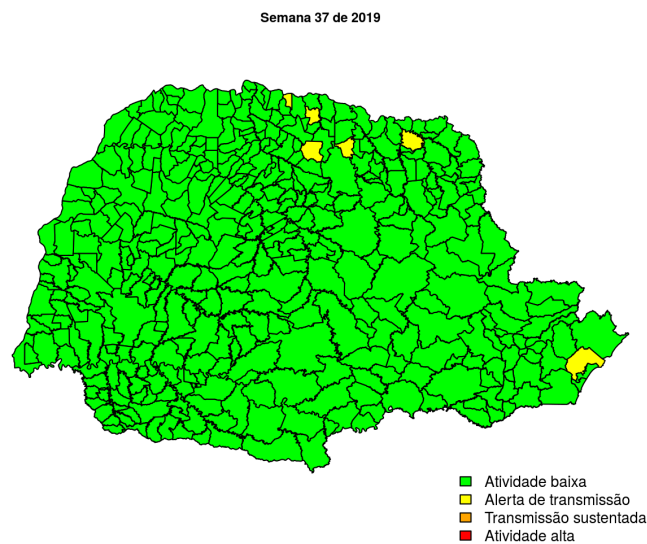 Semana 37 de 2019
Atividade baixa
Alerta de transmissão
Transmissão sustentada
Atividade alta